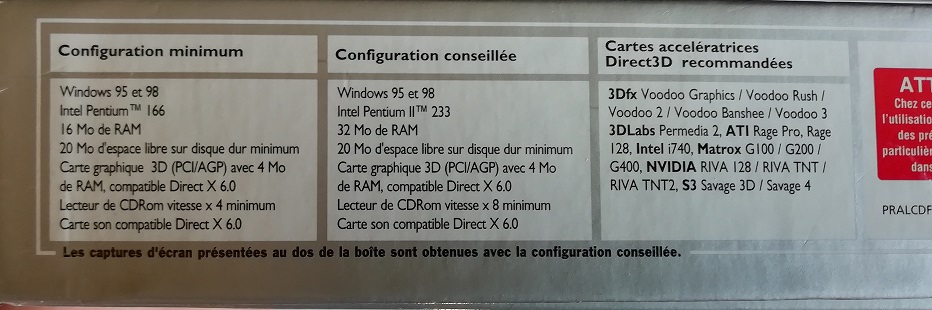 Configuration minimum
Windows 95 et 98
Intel Pentium™ 166
16 Mo de RAM
20 Mo d'espace libre sur disque dur minimum
Carte graphique 3D (PCI/AGP) avec 4 Mo
de RAM, compatible Direct X 6.0
Lecteur de CDRom vitesse x 4 minimum
Carte son compatible Direct X 6.0
Configuration conseillée
Windows 95 et 98
Intel Pentium II™ 233
32 Mo de RAM
20 Mo d'espace libre sur disque dur minimum
Carte graphique 3D (PCI/AGP) avec 4 Mo
de RAM, compatible Direct X 6.0
Lecteur de CDRom vitesse x 8 minimum
Carte son compatible Direct X 6.0
Cartes accelératrices
Direct3D recommandées
3Dfx Voodoo Graphics / Voodoo Rush /
Voodoo 2 / Voodoo Banshee / Voodoo 3
3DLabs Permedia 2, ATI Rage Pro, Rage
128, Intel i740, Matrox G100 / G200 /
G400, NVIDIA RIVA 128 / RIVA TNT /
RIVA TNT2, S3 Savage 3D / Savage 4
ATT
Chez ce
l'utilisatio
des pré
particuliè
dans
PRALCDF
Les captures d'écran présentées au dos de la boîte sont obtenues avec la configuration conseillée.